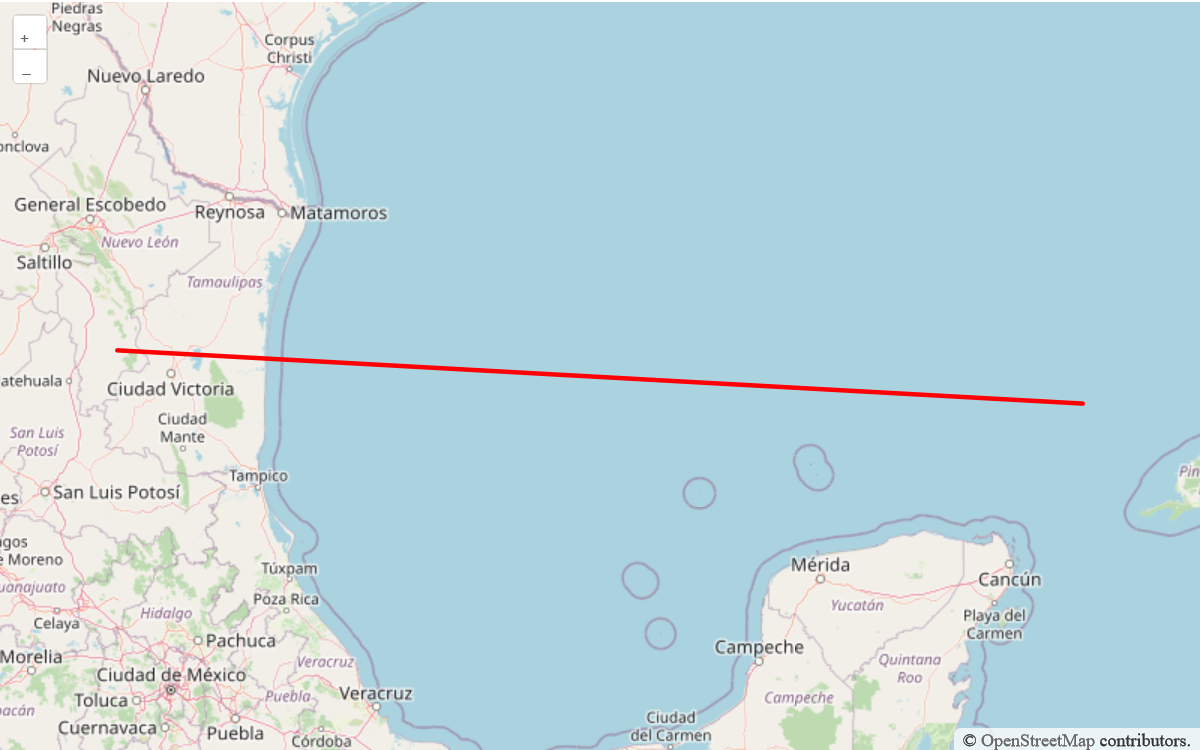 Piedras
Negras
+
−
Corpus
Christi
Nuevo Laredo
onclova
General Escobedo
Reynosa
Matamoros
Nuevo León
Saltillo
Tamaulipas
atehuala
Ciudad Victoria
Ciudad
Mante
San Luis
Potosí
Tampico
San Luis Potosí
es
Pin
agos
e Moreno
Túxpam
Mérida
Cancún
uanajuato
Poza Rica
Hidalgo
Yucatán
Celaya
Playa del
Carmen
Pachuca
Morelia
Campeche
Veracruz
Quintana
Roo
Ciudad de México
Toluca
Puebla
Veracruz
Campeche
pacán
Cuernavaca
Puebla
Córdoba
Ciudad
del Carmen
© OpenStreetMap contributors.